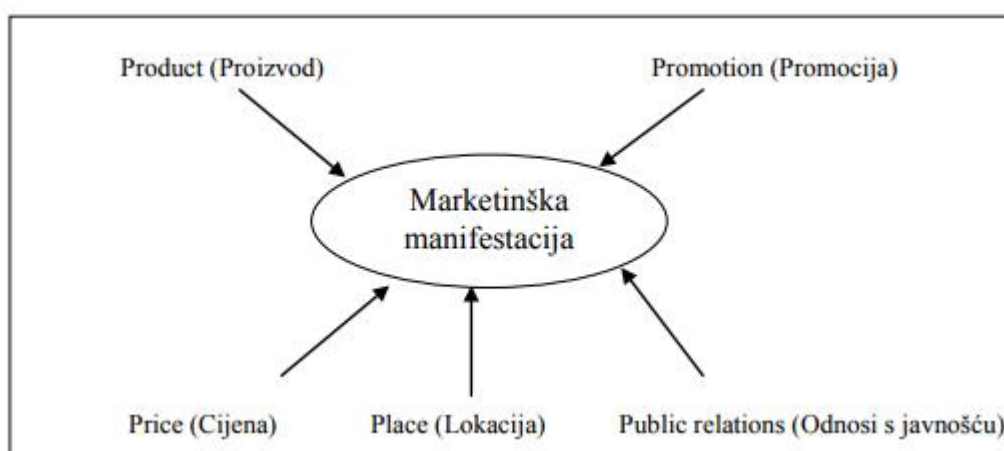 Product (Proizvod)
Promotion (Promocija)
Marketinška
manifestacija
Price (Cijena)
Place (Lokacija)
Public relations (Odnosi s javnošću)